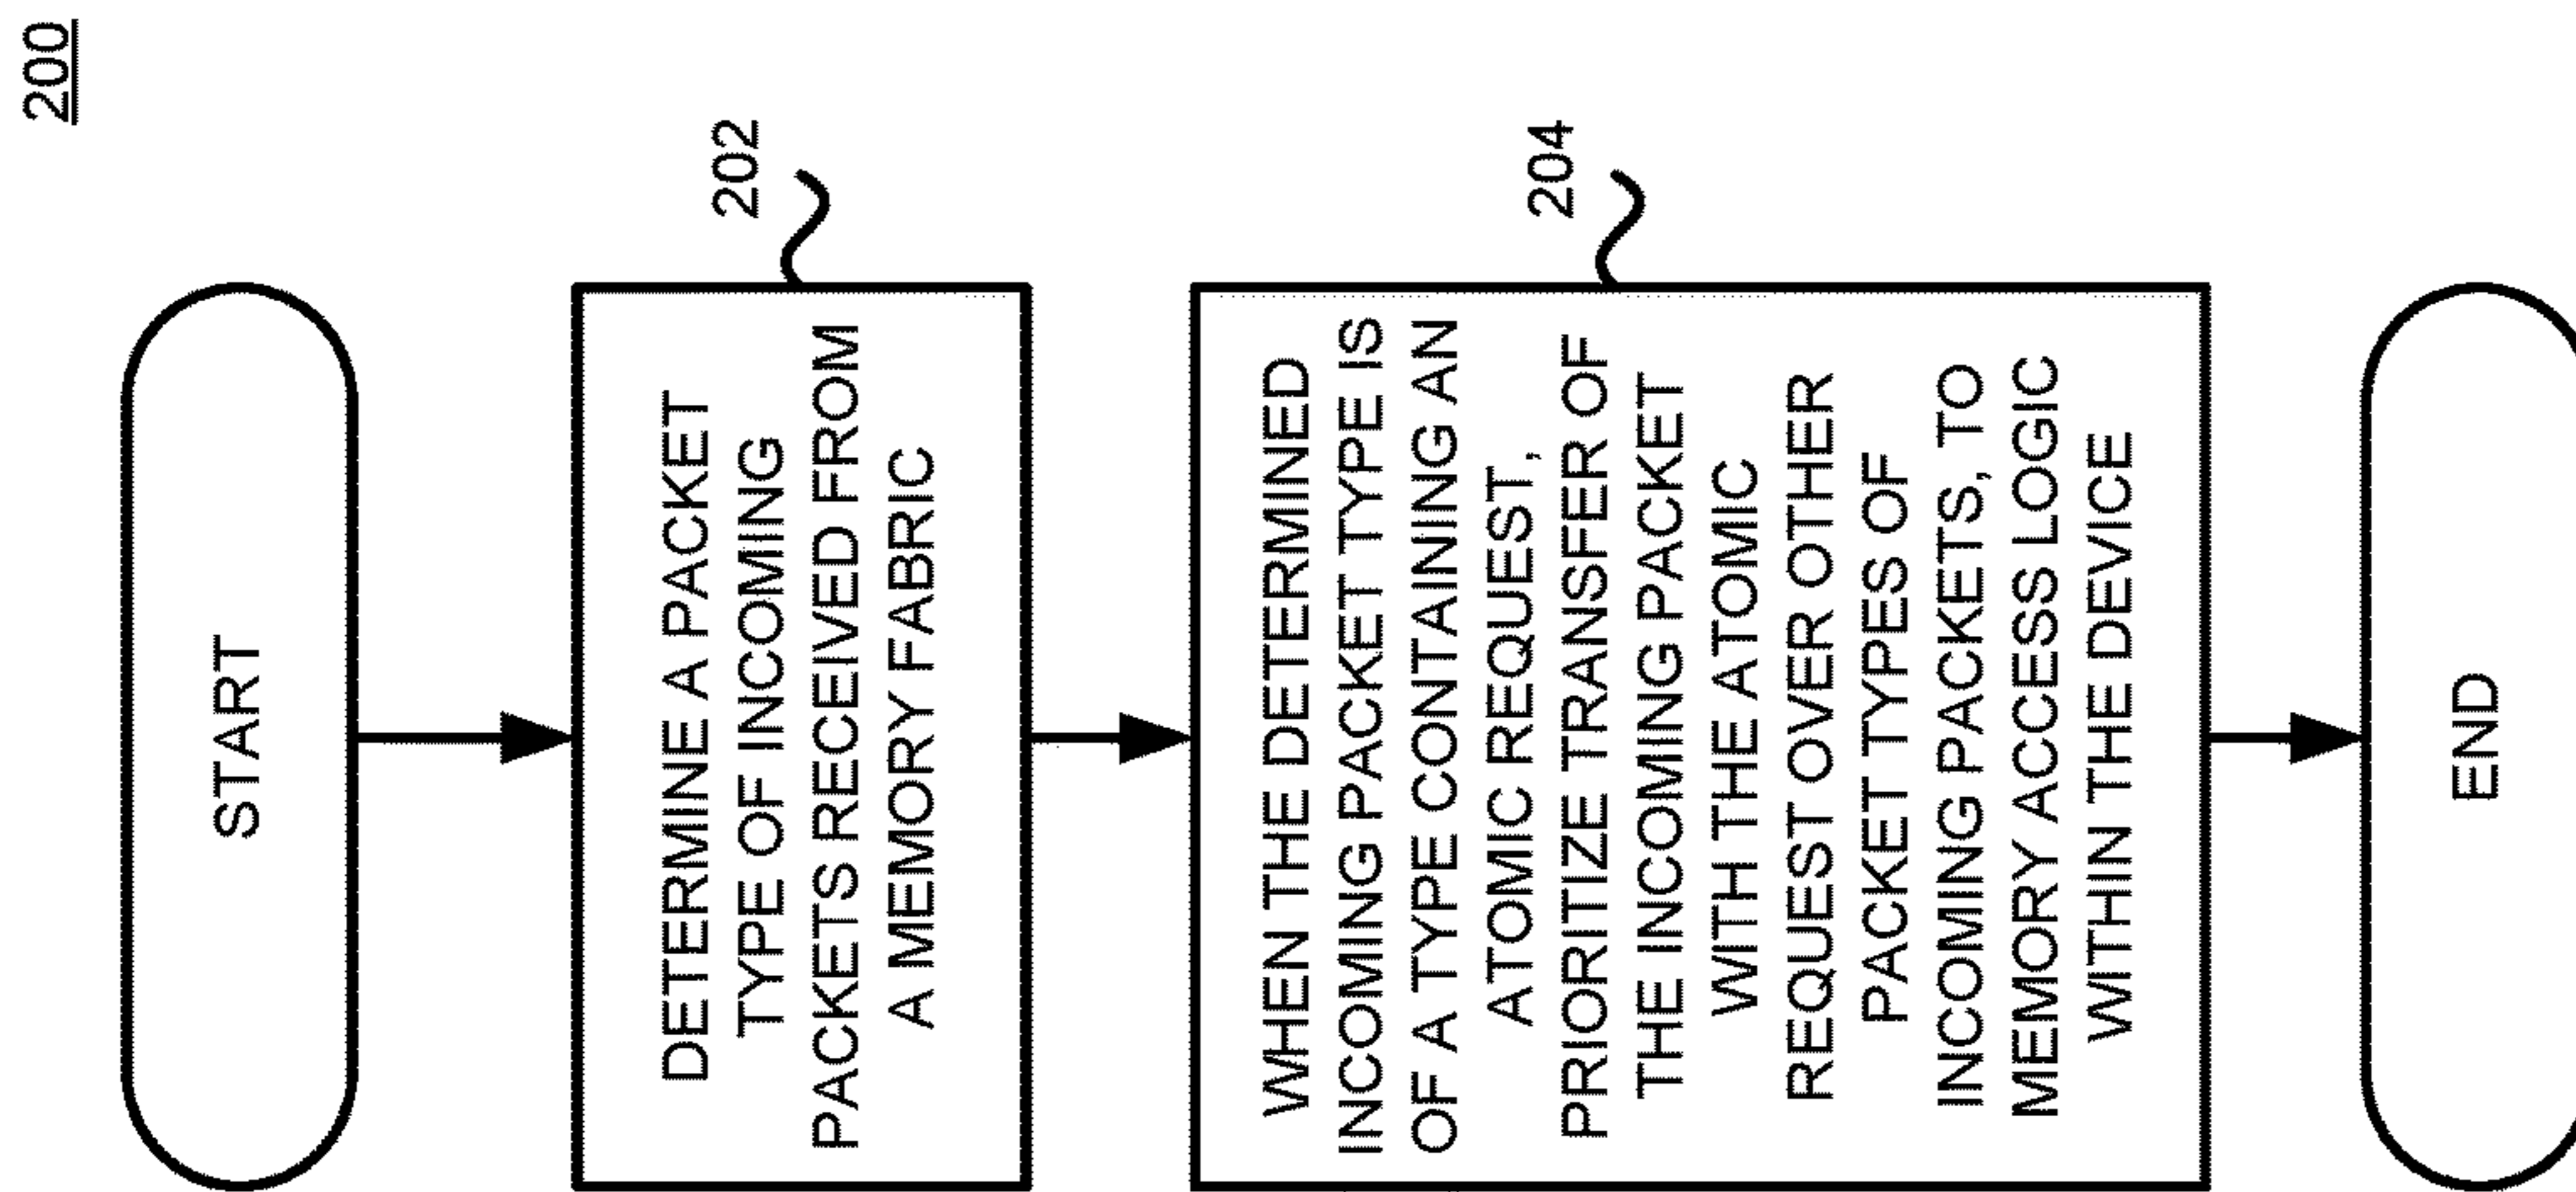 200
START
202
DETERMINE A PACKET
TYPE OF INCOMING
PACKETS RECEIVED FROM
A MEMORY FABRIC
204
WHEN THE DETERMINED
INCOMING PACKET TYPE IS
OF A TYPE CONTAINING AN
ATOMIC REQUEST,
PRIORITIZE TRANSFER OF
THE INCOMING PACKET
WITH THE ATOMIC
REQUEST OVER OTHER
PACKET TYPES OF
INCOMING PACKETS, TO
MEMORY ACCESS LOGIC
WITHIN THE DEVICE
END